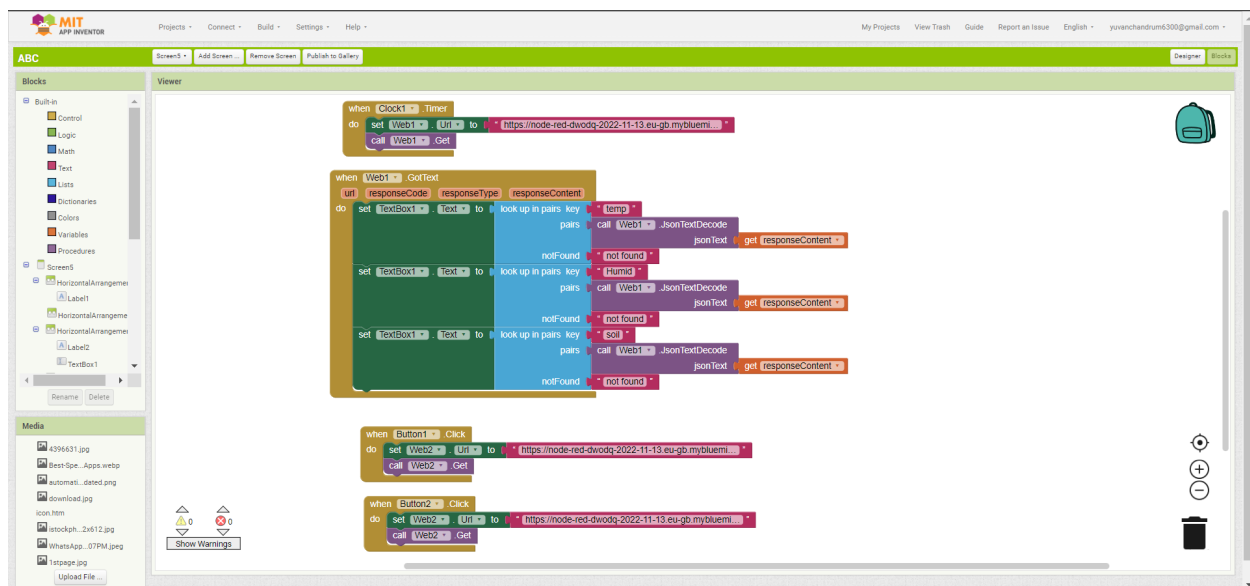 MIT
APP INVENTOR
Projects Connect Build Settings Help
My Projects View Trash Guide Report an Issue English yuvanchandrum6300@gmail.com
ABC
Screen5 Add Screen ... Remove Screen Publish to Gallery
Designer Blocks
Blocks
Viewer
Built-in
Control
Logic
Math
Text
Lists
Dictionaries
Colors
Variables
Procedures
Screen5
HorizontalArrangemen
Label1
HorizontalArrangeme
HorizontalArrangemen
Label2
TextBox1
Rename Delete
Media
4396631.jpg
Best-Spe...Apps.webp
automati...dated.png
download.jpg
icon.htm
istockph...2x612.jpg
WhatsApp...07PM.jpeg
1stpage.jpg
Upload File ...
when Clock1 .Timer
do set Web1 . Url to " https://node-red-dwodq-2022-11-13.eu-gb.mybluemi... "
call Web1 .Get
when Web1 .GotText
url responseCode responseType responseContent
do set TextBox1 . Text to look up in pairs key " temp "
pairs call Web1 .JsonTextDecode
jsonText get responseContent
notFound " not found "
set TextBox1 . Text to look up in pairs key " Humid "
pairs call Web1 .JsonTextDecode
jsonText get responseContent
notFound " not found "
set TextBox1 . Text to look up in pairs key " soil "
pairs call Web1 .JsonTextDecode
jsonText get responseContent
notFound " not found "
when Button1 .Click
do set Web2 . Url to " https://node-red-dwodq-2022-11-13.eu-gb.mybluemi... "
call Web2 .Get
when Button2 .Click
do set Web2 . Url to " https://node-red-dwodq-2022-11-13.eu-gb.mybluemi... "
call Web2 .Get
0 0
Show Warnings